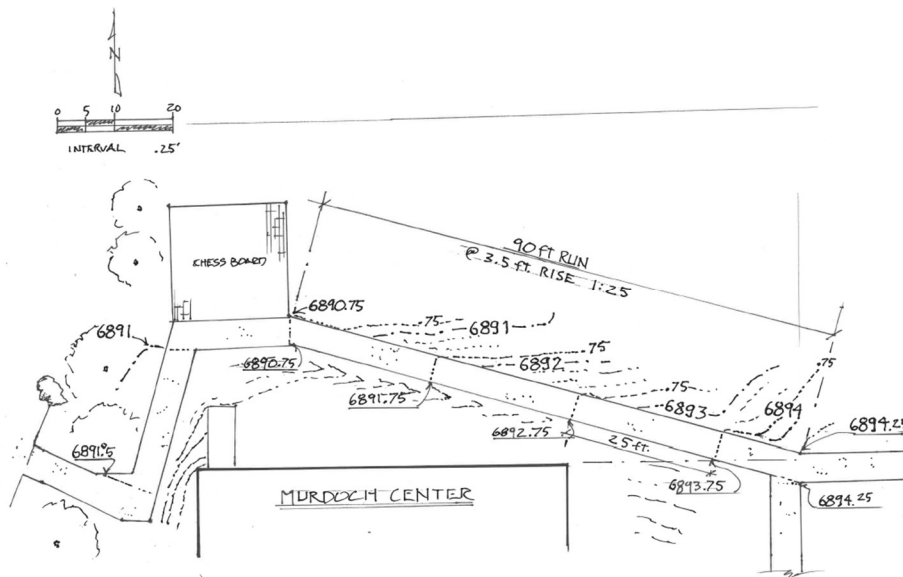 N
0 5 10 20
INTERVAL .25'
90 ft RUN
@ 3.5 ft. RISE 1:25
CHESS BOARD
6890.75
6891
.75
6891
6890.75
.75
6892
6891.75
.75
6893
.75
6894
6894.25
6892.75
25 ft.
6893.75
6894.25
6891.5
MURDOCH CENTER